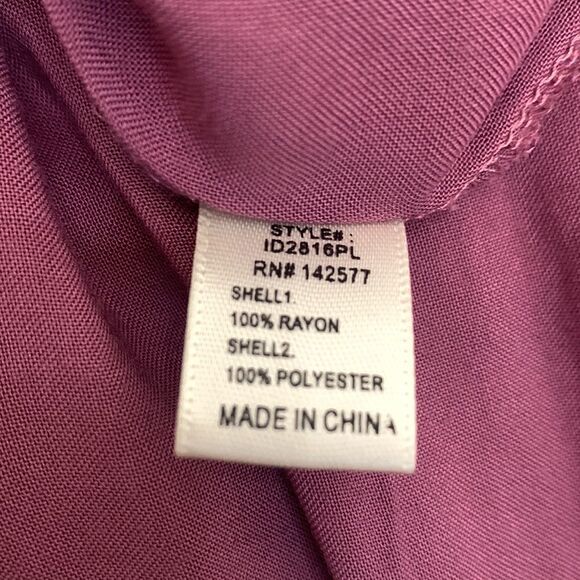 STYLE# :
ID2816PL
RN# 142577
SHELL1.
100% RAYON
SHELL2.
100% POLYESTER
MADE IN CHINA